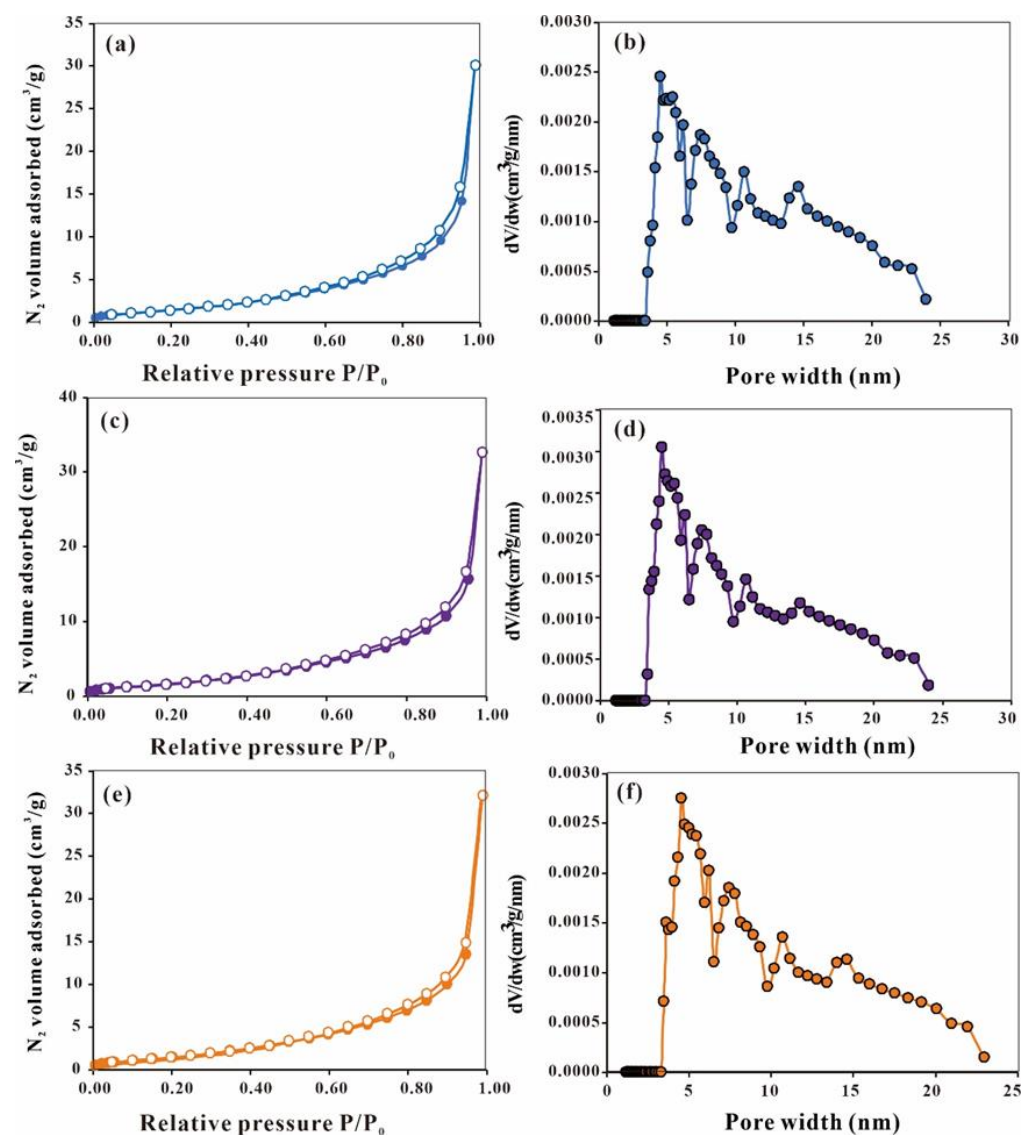 (a)
N₂ volume adsorbed (cm³/g)
35
30
25
20
15
10
5
0
0.00 0.20 0.40 0.60 0.80 1.00
Relative pressure P/P₀
(b)
dV/dw(cm³/g/nm)
0.0030
0.0025
0.0020
0.0015
0.0010
0.0005
0.0000
0 5 10 15 20 25 30
Pore width (nm)
(c)
N₂ volume adsorbed (cm³/g)
40
30
20
10
0
0.00 0.20 0.40 0.60 0.80 1.00
Relative pressure P/P₀
(d)
dV/dw(cm³/g/nm)
0.0035
0.0030
0.0025
0.0020
0.0015
0.0010
0.0005
0.0000
0 5 10 15 20 25 30
Pore width (nm)
(e)
N₂ volume adsorbed (cm³/g)
35
30
25
20
15
10
5
0
0.00 0.20 0.40 0.60 0.80 1.00
Relative pressure P/P₀
(f)
dV/dw(cm³/g/nm)
0.0030
0.0025
0.0020
0.0015
0.0010
0.0005
0.0000
0 5 10 15 20 25
Pore width (nm)